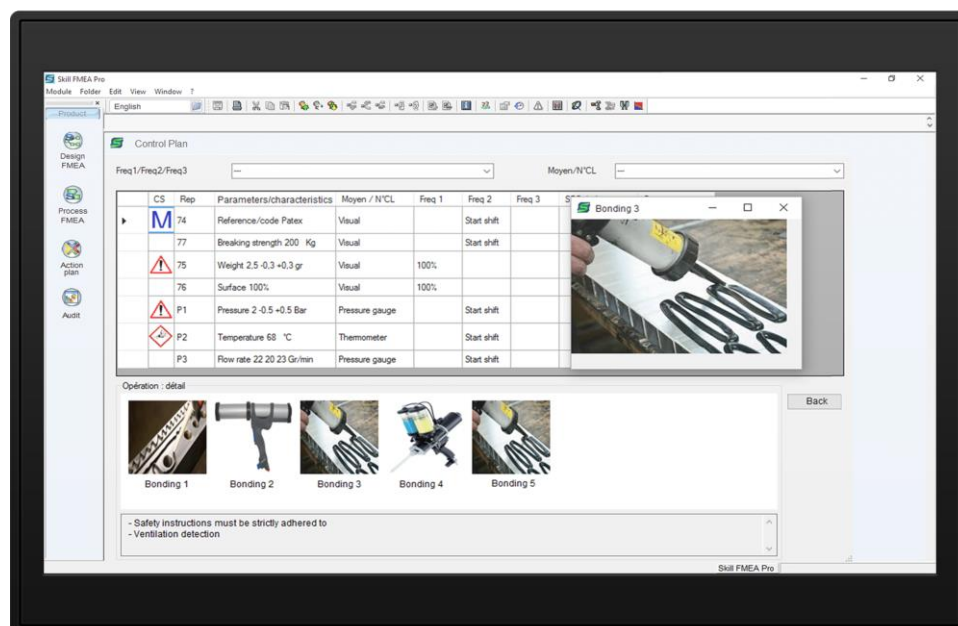 Skill FMEA Pro
Module Folder Edit View Window ?
English
Product
Design
FMEA
Process
FMEA
Action
plan
Audit
Control Plan
Freq1/Freq2/Freq3 --- Moyen/N°CL ---
CS Rep Parameters/characteristics Moyen / N°CL Freq 1 Freq 2 Freq 3
M 74 Reference/code Patex Visual Start shift
77 Breaking strength 200 Kg Visual Start shift
75 Weight 2,5 -0,3 +0,3 gr Visual 100%
76 Surface 100% Visual 100%
P1 Pressure 2 -0.5 +0.5 Bar Pressure gauge Start shift
P2 Temperature 68 °C Thermometer Start shift
P3 Flow rate 22 20 23 Gr/min Pressure gauge Start shift
Bonding 3
Opération : détail
Back
Bonding 1 Bonding 2 Bonding 3 Bonding 4 Bonding 5
- Safety instructions must be strictly adhered to
- Ventilation detection
Skill FMEA Pro